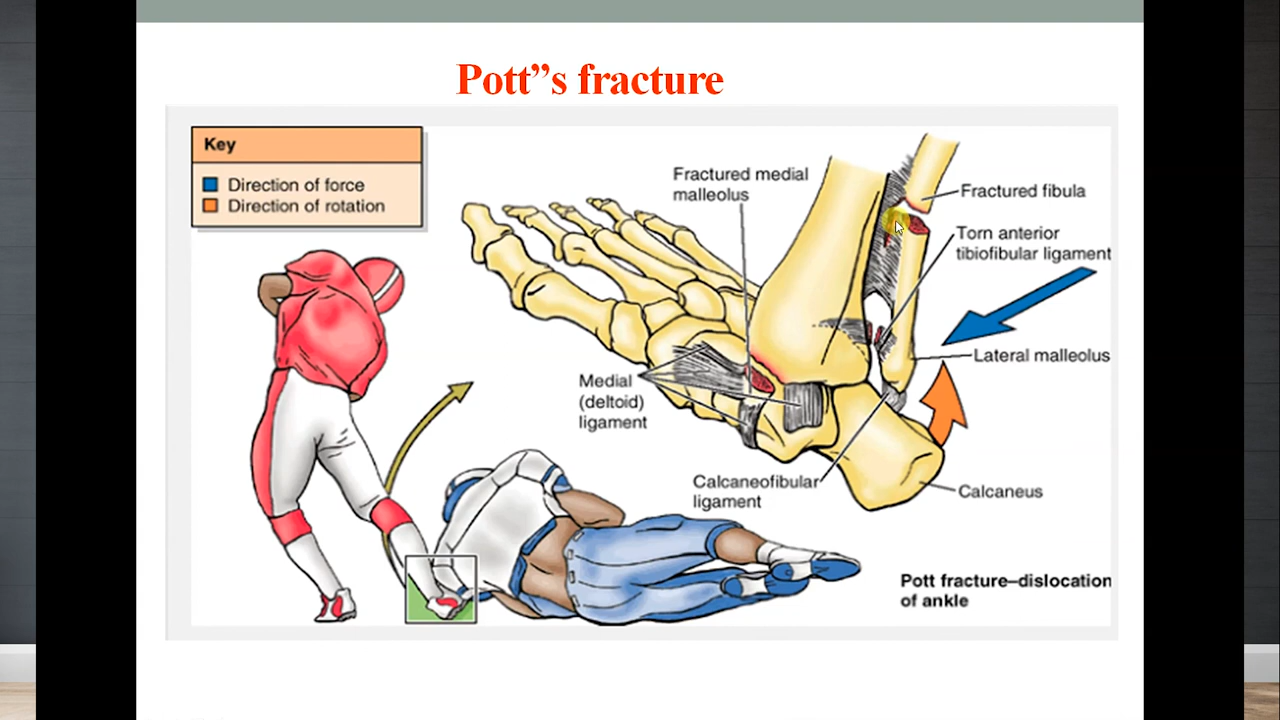 Pott”s fracture
Key
Direction of force
Direction of rotation
Fractured medial
malleolus
Fractured fibula
Torn anterior
tibiofibular ligament
Lateral malleolus
Medial
(deltoid)
ligament
Calcaneofibular
ligament
Calcaneus
Pott fracture–dislocation
of ankle